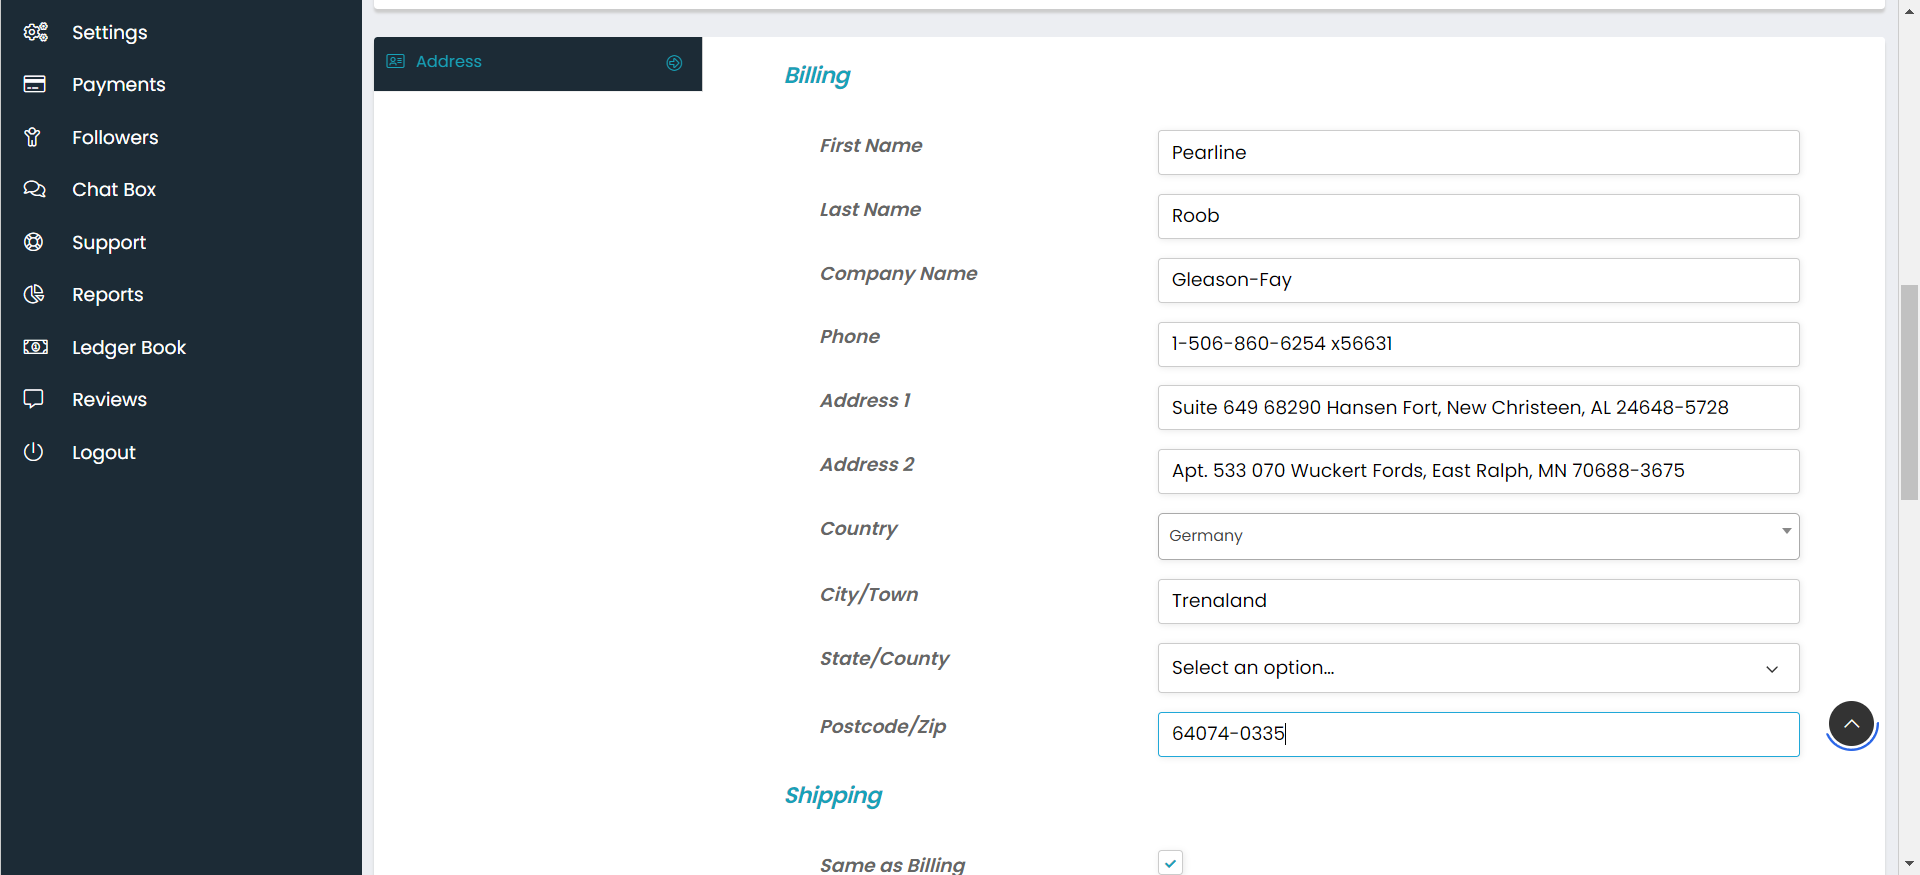 Settings
Payments
Followers
Chat Box
Support
Reports
Ledger Book
Reviews
Logout
Address
Billing
First Name
Pearline
Last Name
Roob
Company Name
Gleason-Fay
Phone
1-506-860-6254 x56631
Address 1
Suite 649 68290 Hansen Fort, New Christeen, AL 24648-5728
Address 2
Apt. 533 070 Wuckert Fords, East Ralph, MN 70688-3675
Country
Germany
City/Town
Trenaland
State/County
Select an option...
Postcode/Zip
64074-0335
Shipping
Same as Billing